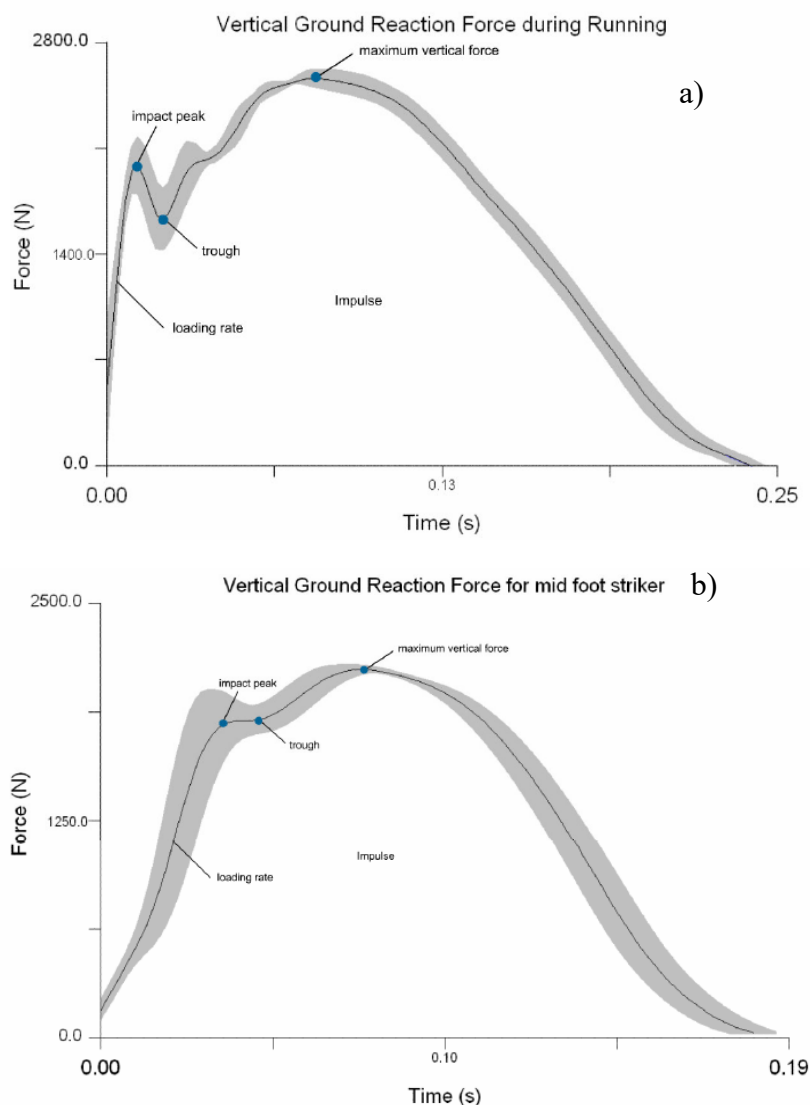 Vertical Ground Reaction Force during Running
2800.0
maximum vertical force
a)
impact peak
Force (N)
1400.0
trough
Impulse
loading rate
0.0
0.00
0.13
0.25
Time (s)
Vertical Ground Reaction Force for mid foot striker
b)
2500.0
maximum vertical force
impact peak
trough
Force (N)
1250.0
Impulse
loading rate
0.0
0.00
0.10
0.19
Time (s)